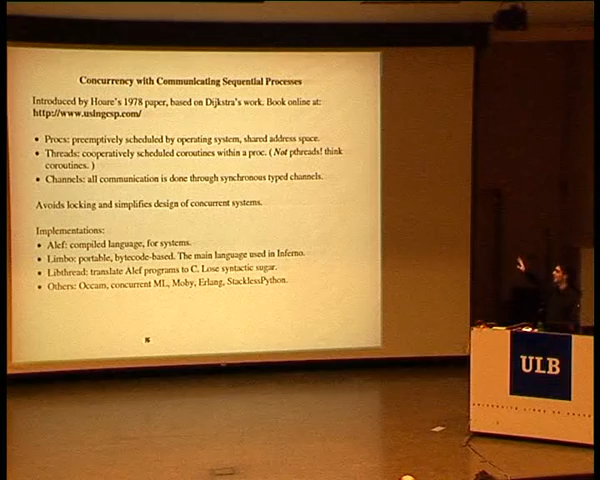 Concurrency with Communicating Sequential Processes
Introduced by Hoare's 1978 paper, based on Dijkstra's work. Book online at:
http://www.usingcsp.com/
• Procs: preemptively scheduled by operating system, shared address space.
• Threads: cooperatively scheduled coroutines within a proc. (Not pthreads! think
coroutines. )
• Channels: all communication is done through synchronous typed channels.
Avoids locking and simplifies design of concurrent systems.
Implementations:
• Alef: compiled language, for systems.
• Limbo: portable, bytecode-based. The main language used in Inferno.
• Libthread: translate Alef programs to C. Lose syntactic sugar.
• Others: Occam, concurrent ML, Moby, Erlang, StacklessPython.
ULB